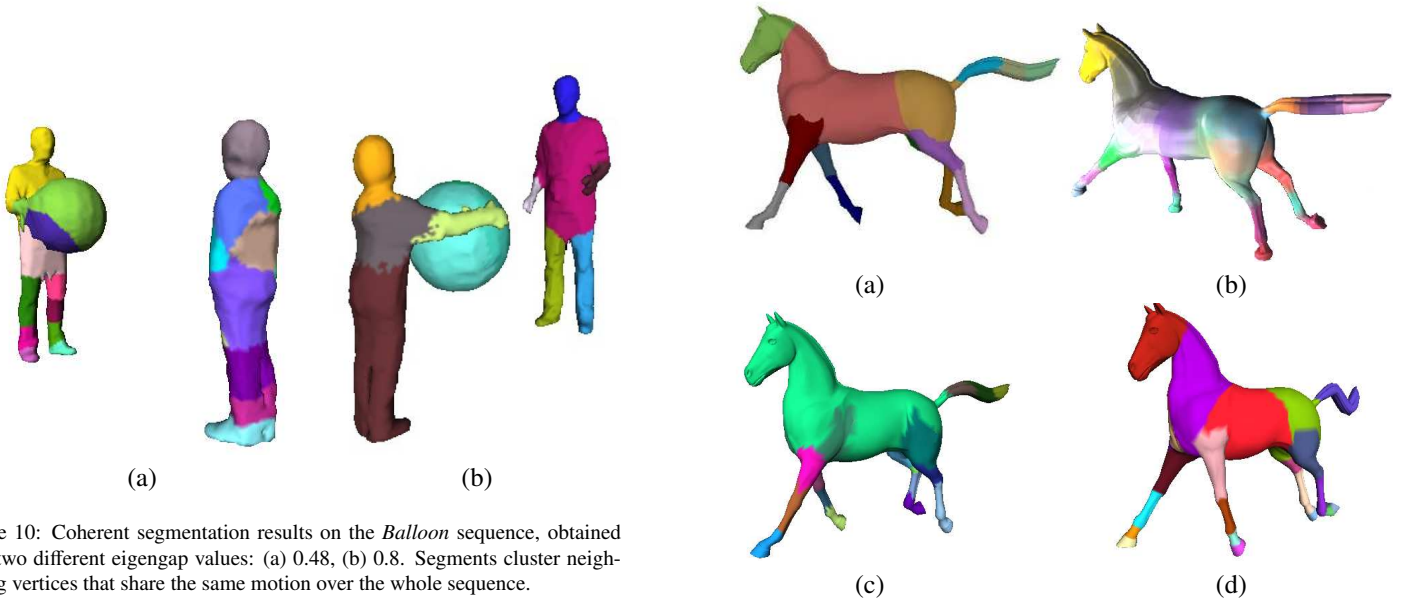 (a)
(b)
e 10: Coherent segmentation results on the Balloon sequence, obtained
two different eigengap values: (a) 0.48, (b) 0.8. Segments cluster neigh-
g vertices that share the same motion over the whole sequence.
(a)
(b)
(c)
(d)